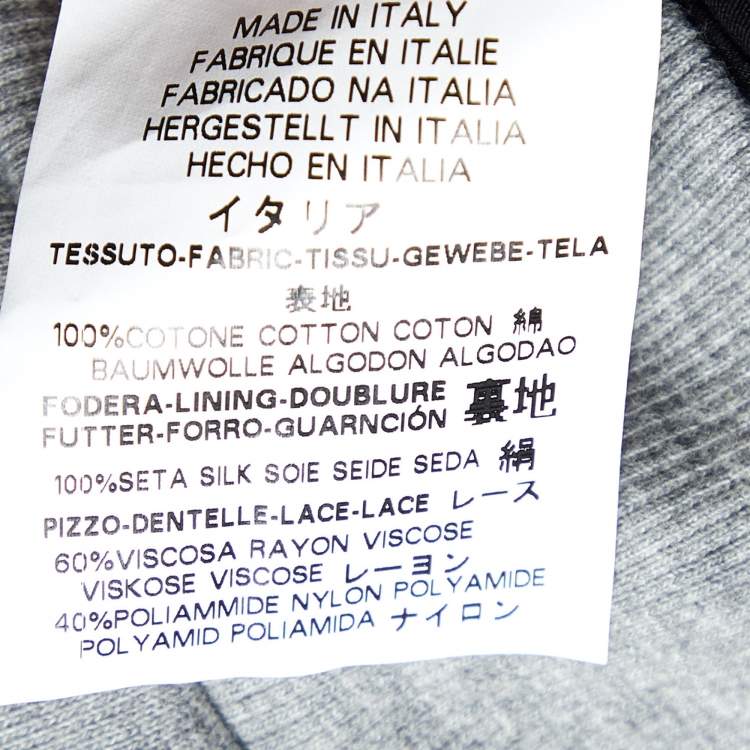 MADE IN ITALY
FABRIQUE EN ITALIE
FABRICADO NA ITALIA
HERGESTELLT IN ITALIA
HECHO EN ITALIA
イタリア
TESSUTO-FABRIC-TISSU-GEWEBE-TELA
表地
100%COTONE COTTON COTON 綿
BAUMWOLLE ALGODON ALGODAO
FODERA-LINING-DOUBLURE 裏地
FUTTER-FORRO-GUARNCIÓN
100%SETA SILK SOIE SEIDE SEDA 絹
PIZZO-DENTELLE-LACE-LACE レース
60%VISCOSA RAYON VISCOSE
VISKOSE VISCOSE レーヨン
40%POLIAMMIDE NYLON POLYAMIDE
POLYAMID POLIAMIDA ナイロン